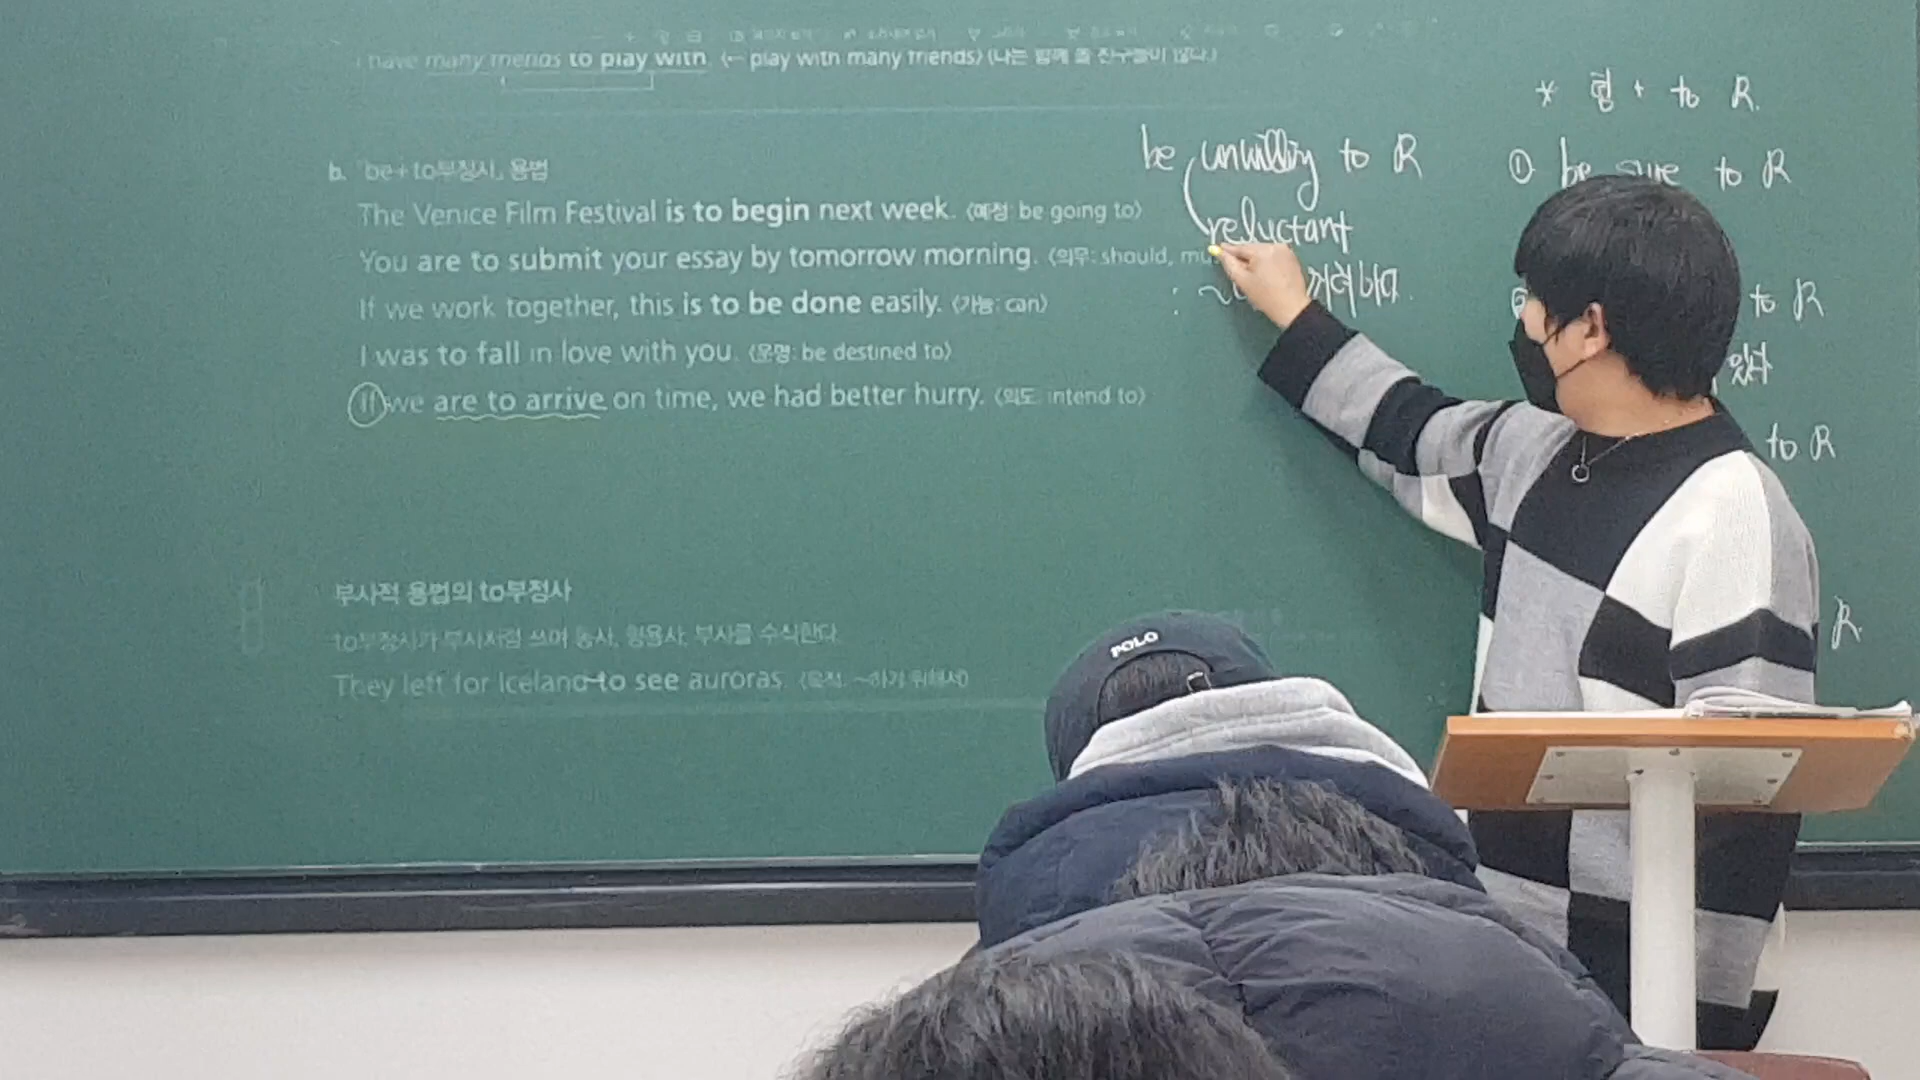 I have many friends to play with. (← play with many friends) (나는 함께 놀 친구들이 많다.)
b. 「be+to부정사」 용법
The Venice Film Festival is to begin next week. 〈예정: be going to〉
You are to submit your essay by tomorrow morning. 〈의무: should,
If we work together, this is to be done easily. 〈가능: can〉
I was to fall in love with you. 〈운명: be destined to〉
If we are to arrive on time, we had better hurry. 〈의도: intend to〉
부사적 용법의 to부정사
to부정사가 부사처럼 쓰여 동사, 형용사, 부사를 수식한다.
They left for Iceland to see auroras. 〈목적: ~하기 위해서〉
be unwilling to R
reluctant
: ~ 꺼려하다.
* 형 + to R.
① be sure to R
to R
있다
to R
R.
POLO